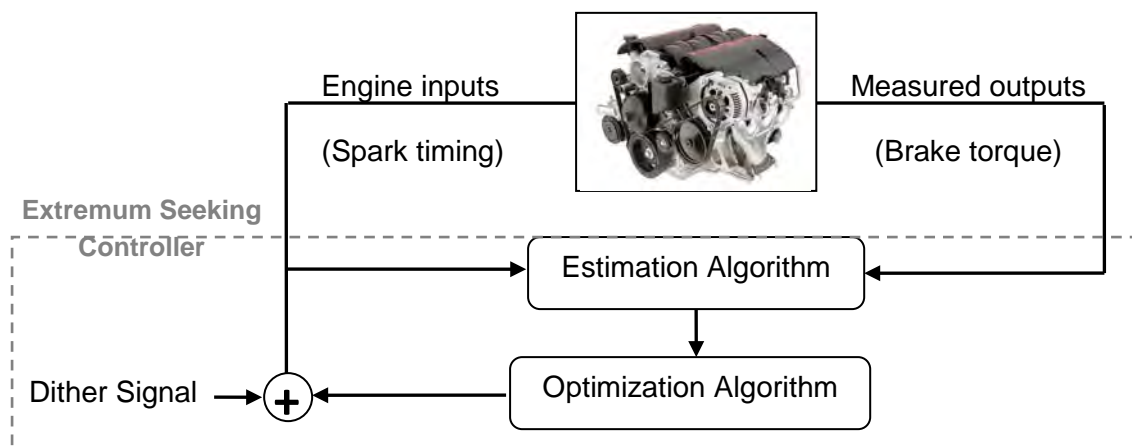 Engine inputs
Measured outputs
(Spark timing)
(Brake torque)
Extremum Seeking
Controller
Estimation Algorithm
Dither Signal
+
Optimization Algorithm